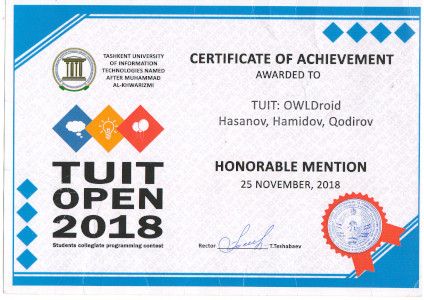 TASHKENT UNIVERSITY
OF INFORMATION
TECHNOLOGIES NAMED
AFTER MUHAMMAD
AL-KHWARIZMI
TUIT
OPEN
2018
Students collegiate programming contest
CERTIFICATE OF ACHIEVEMENT
AWARDED TO
TUIT: OWLDroid
Hasanov, Hamidov, Qodirov
HONORABLE MENTION
25 NOVEMBER, 2018
Rector T.Teshabaev